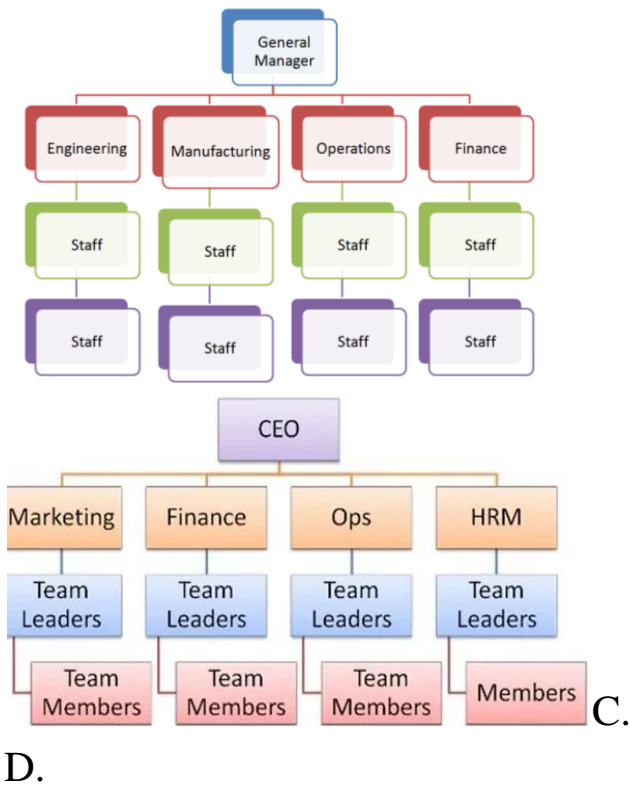 General
Manager
Engineering Manufacturing Operations Finance
Staff Staff Staff Staff
Staff Staff Staff Staff
CEO
Marketing Finance Ops HRM
Team Team Team Team
Leaders Leaders Leaders Leaders
Team Team Team Members
Members Members Members C.
D.